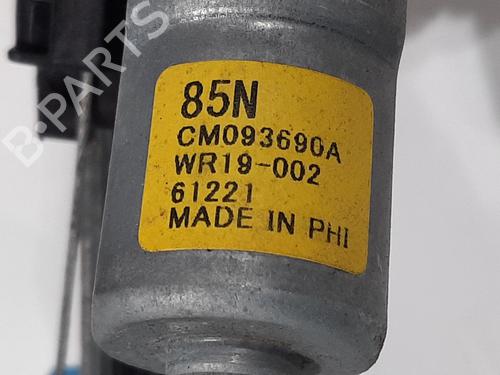 85N
CM093690A
WR19-002
61221
MADE IN PHI
B-PARTS